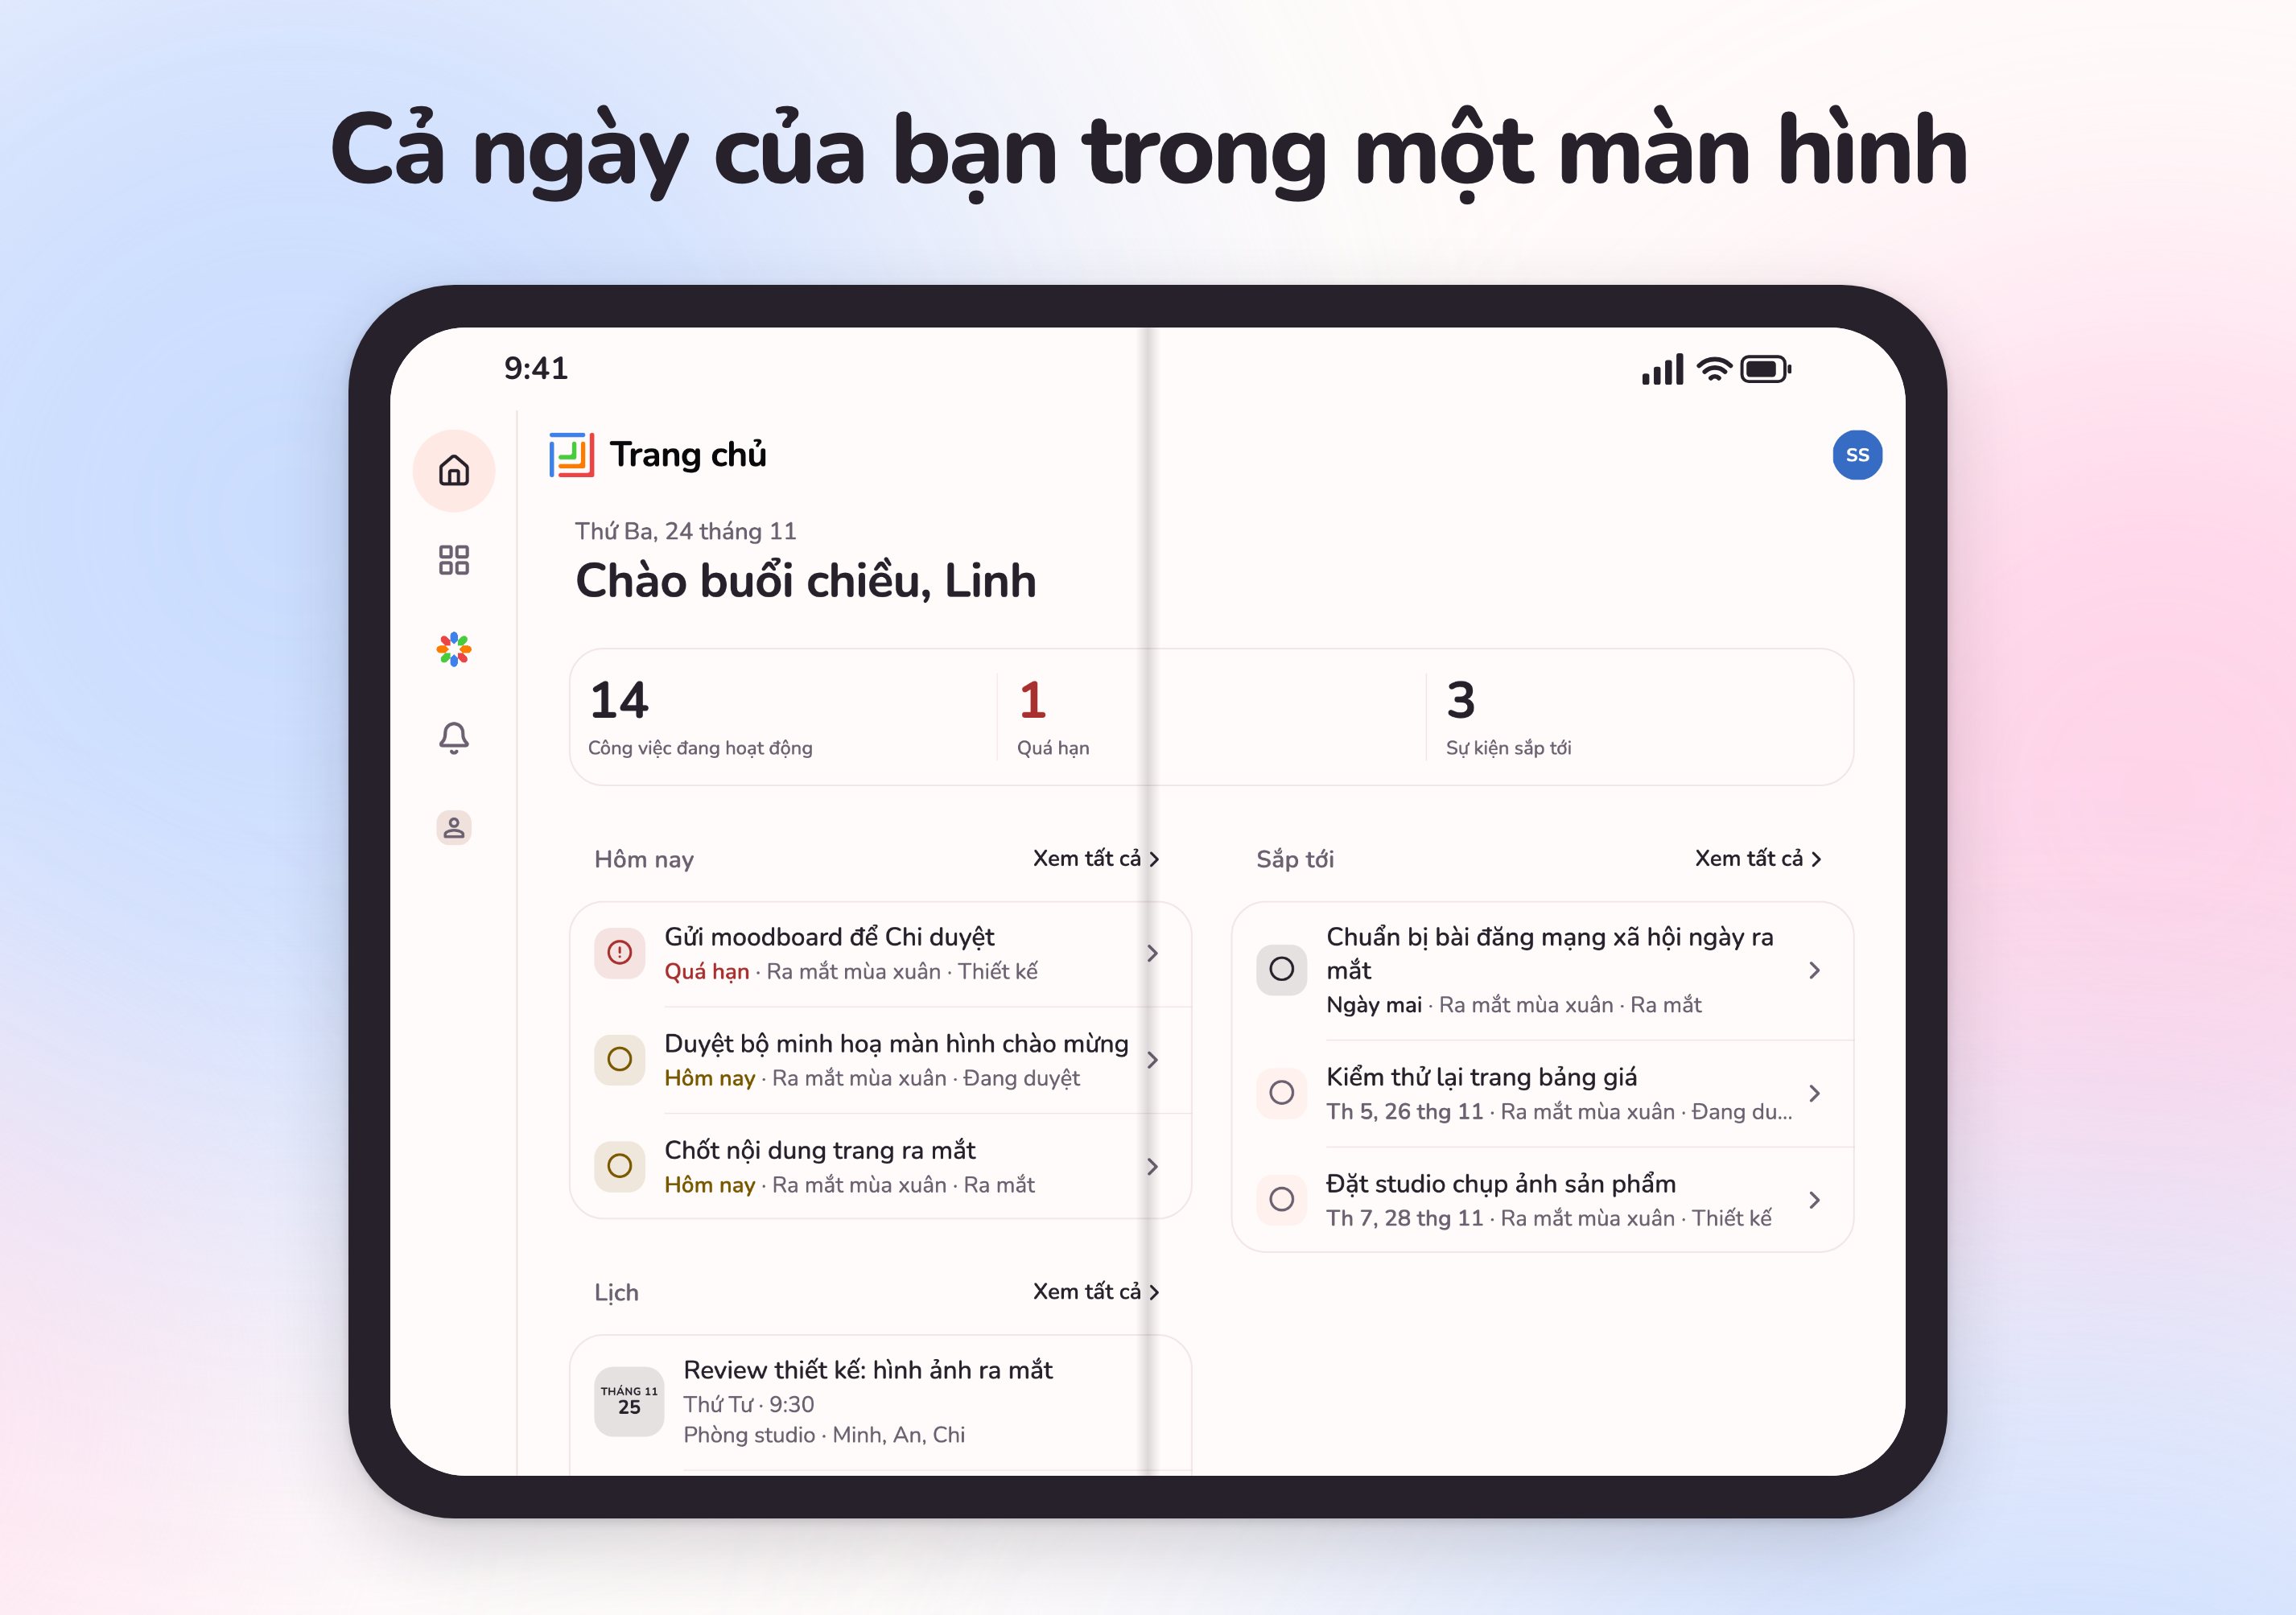 Cả ngày của bạn trong một màn hình
9:41
Trang chủ
SS
Thứ Ba, 24 tháng 11
Chào buổi chiều, Linh
14
Công việc đang hoạt động
1
Quá hạn
3
Sự kiện sắp tới
Hôm nay
Xem tất cả
Gửi moodboard để Chi duyệt
Quá hạn · Ra mắt mùa xuân · Thiết kế
Duyệt bộ minh hoạ màn hình chào mừng
Hôm nay · Ra mắt mùa xuân · Đang duyệt
Chốt nội dung trang ra mắt
Hôm nay · Ra mắt mùa xuân · Ra mắt
Sắp tới
Xem tất cả
Chuẩn bị bài đăng mạng xã hội ngày ra
mắt
Ngày mai · Ra mắt mùa xuân · Ra mắt
Kiểm thử lại trang bảng giá
Th 5, 26 thg 11 · Ra mắt mùa xuân · Đang du...
Đặt studio chụp ảnh sản phẩm
Th 7, 28 thg 11 · Ra mắt mùa xuân · Thiết kế
Lịch
Xem tất cả
THÁNG 11
25
Review thiết kế: hình ảnh ra mắt
Thứ Tư · 9:30
Phòng studio · Minh, An, Chi